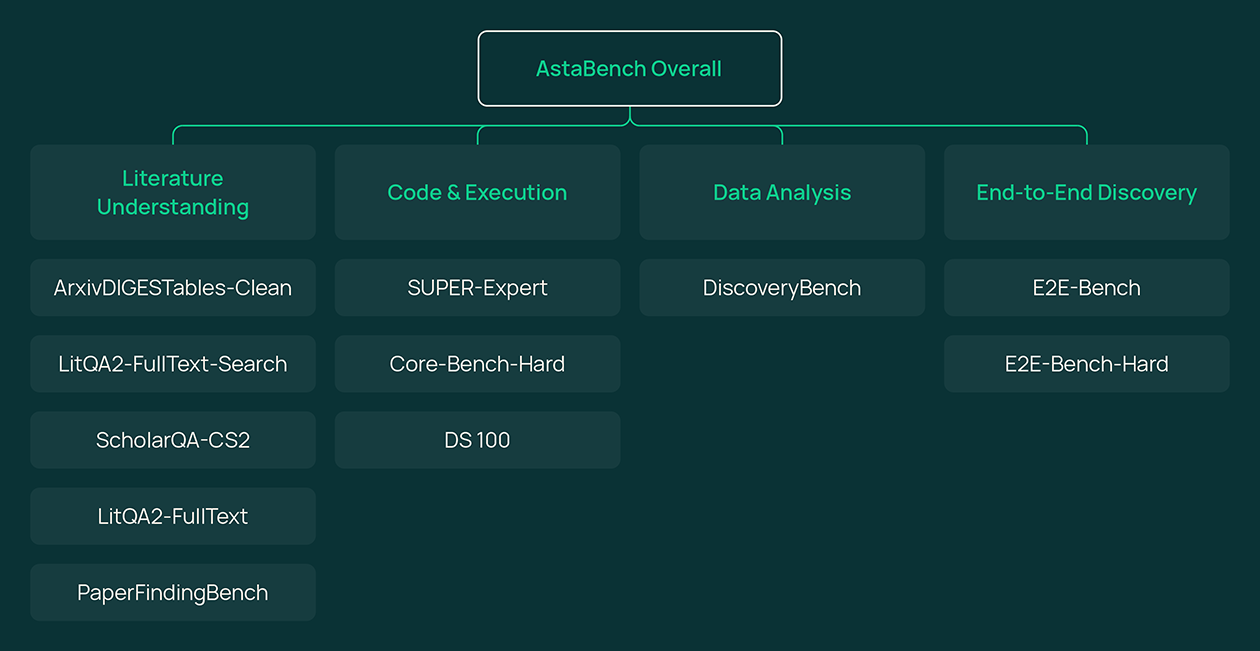 AstaBench Overall
Literature
Understanding
ArxivDIGESTables-Clean
LitQA2-FullText-Search
ScholarQA-CS2
LitQA2-FullText
PaperFindingBench
Code & Execution
SUPER-Expert
Core-Bench-Hard
DS 100
Data Analysis
DiscoveryBench
End-to-End Discovery
E2E-Bench
E2E-Bench-Hard